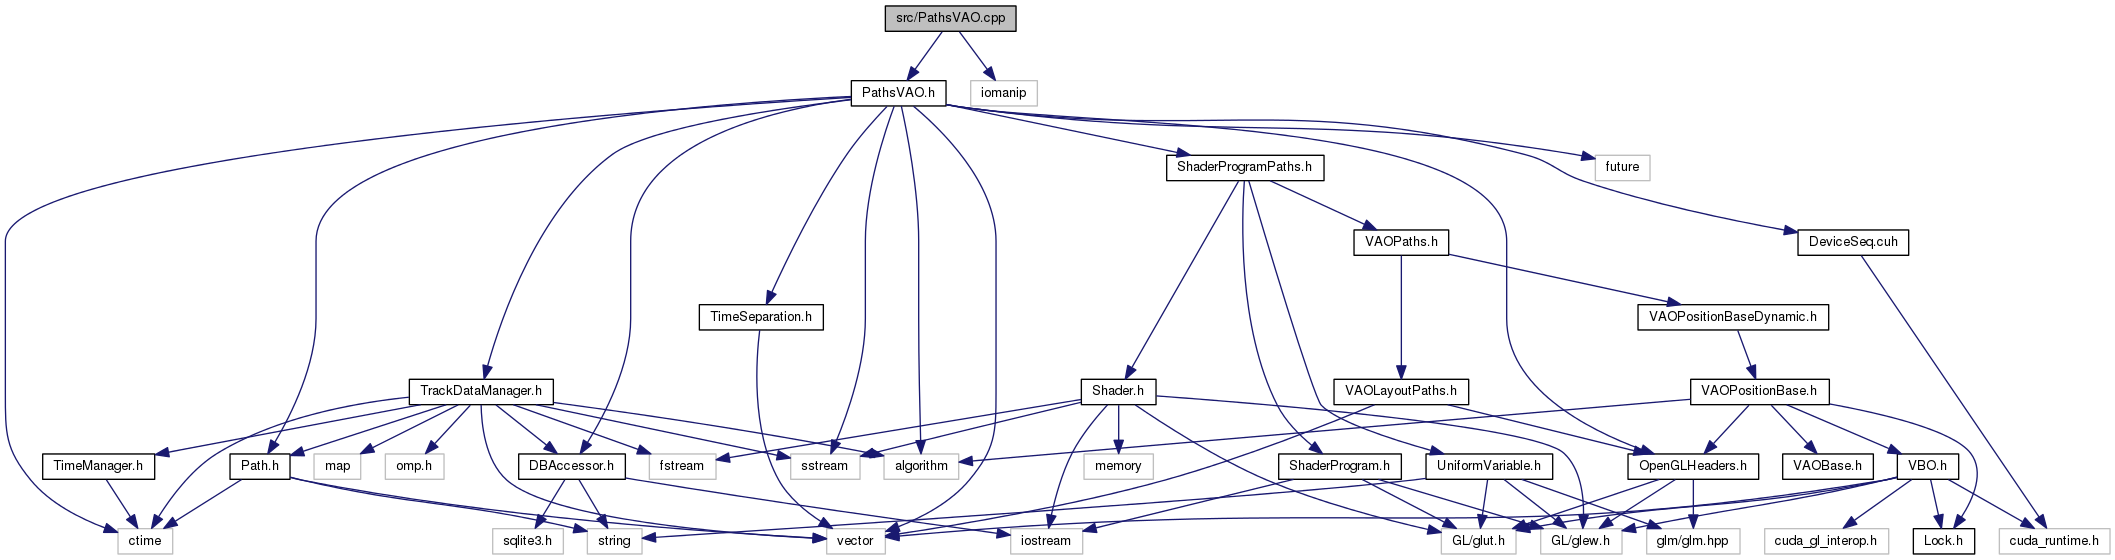 src/PathsVAO.cpp
PathsVAO.h
iomanip
ShaderProgramPaths.h
future
VAOPaths.h
DeviceSeq.cuh
TimeSeparation.h
VAOPositionBaseDynamic.h
TrackDataManager.h
Shader.h
VAOLayoutPaths.h
VAOPositionBase.h
TimeManager.h
Path.h
map
omp.h
DBAccessor.h
fstream
sstream
algorithm
memory
ShaderProgram.h
UniformVariable.h
OpenGLHeaders.h
VAOBase.h
VBO.h
ctime
sqlite3.h
string
vector
iostream
GL/glut.h
GL/glew.h
glm/glm.hpp
cuda_gl_interop.h
Lock.h
cuda_runtime.h